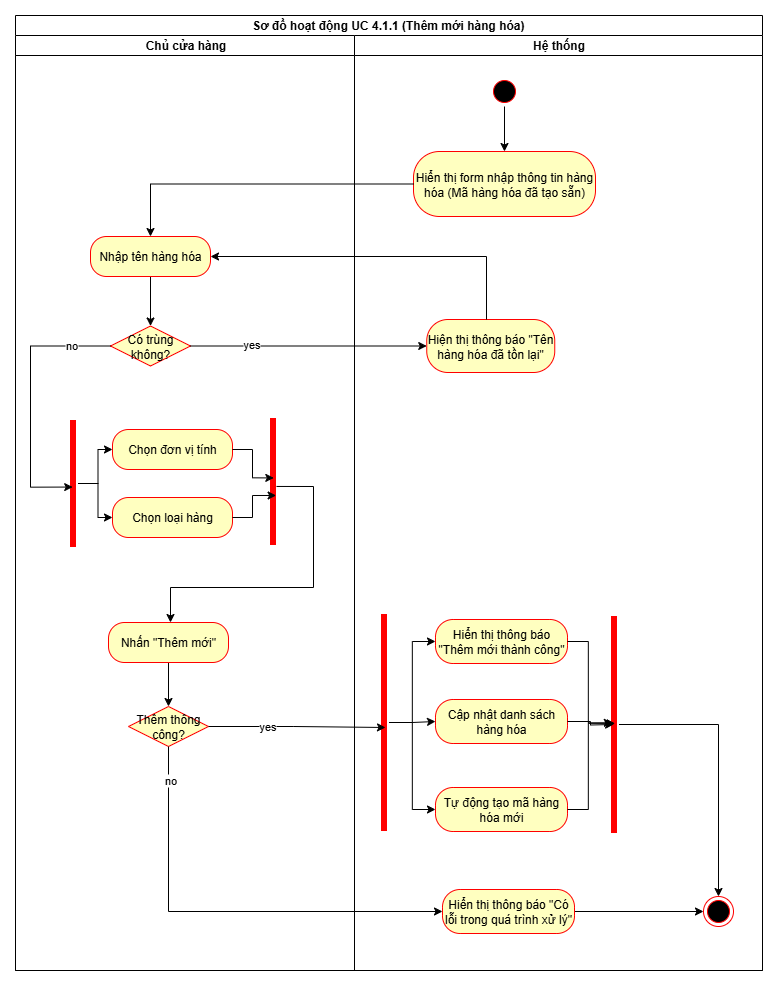 Sơ đồ hoạt động UC 4.1.1 (Thêm mới hàng hóa)
Chủ cửa hàng
Hệ thống
Hiển thị form nhập thông tin hàng
hóa (Mã hàng hóa đã tạo sẵn)
Nhập tên hàng hóa
Có trùng
không?
no
yes
Hiện thị thông báo "Tên
hàng hóa đã tồn lại"
Chọn đơn vị tính
Chọn loại hàng
Nhấn "Thêm mới"
Hiển thị thông báo
"Thêm mới thành công"
Thêm thông
công?
yes
Cập nhật danh sách
hàng hóa
no
Tự động tạo mã hàng
hóa mới
Hiển thị thông báo "Có
lỗi trong quá trình xử lý"